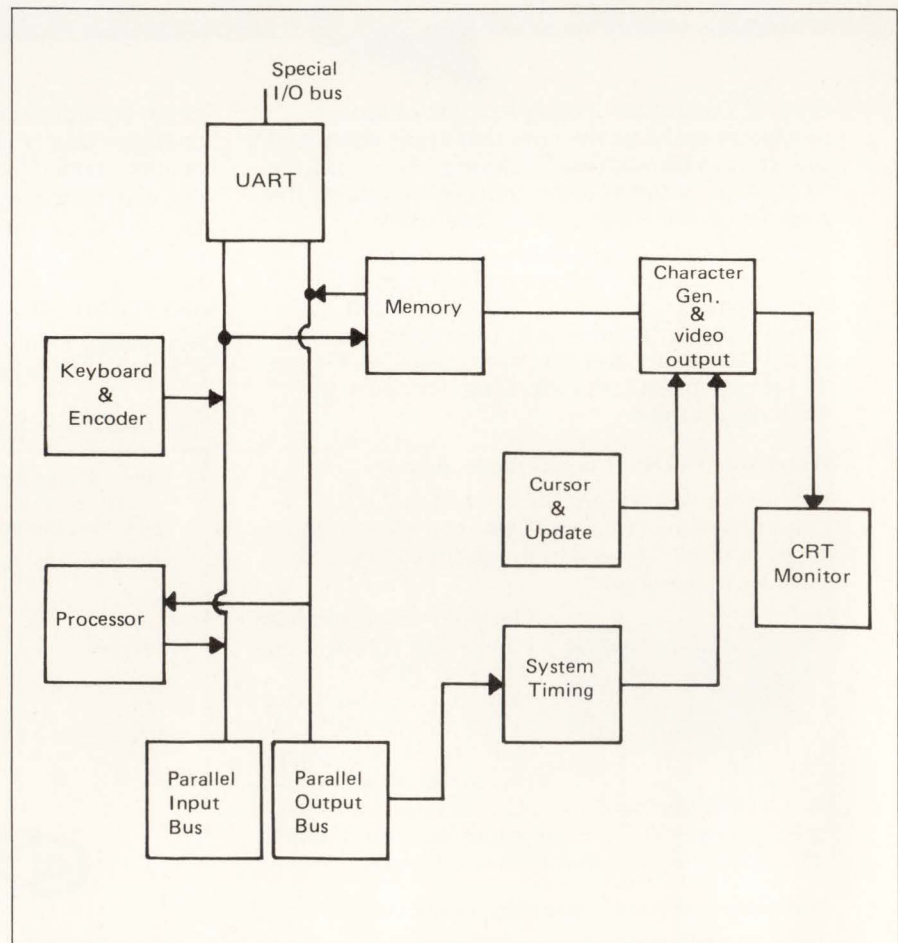 Special
I/O bus
UART
Memory
Character
Gen.
&
video
output
Keyboard
&
Encoder
Cursor
&
Update
CRT
Monitor
Processor
System
Timing
Parallel
Input
Bus
Parallel
Output
Bus